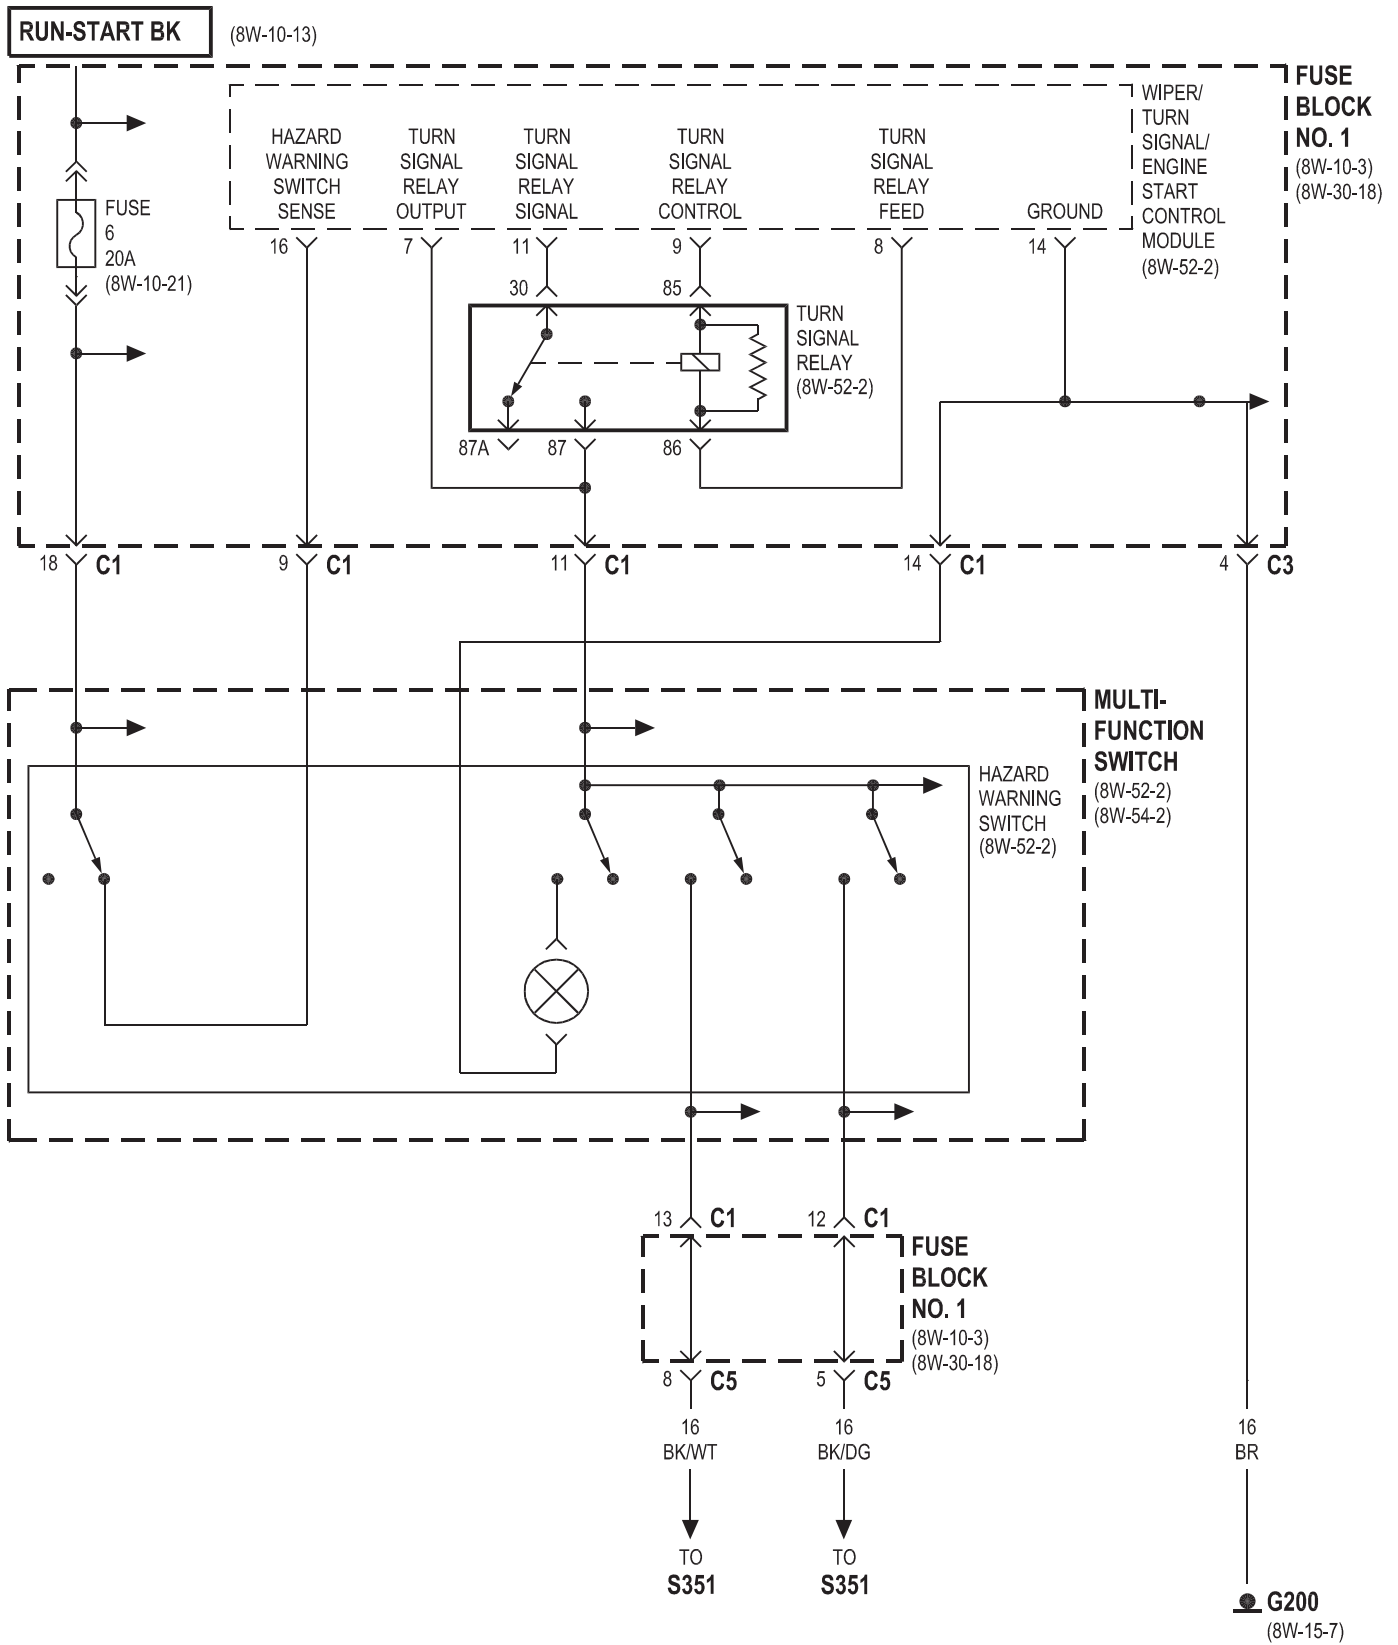 RUN-START BK
(8W-10-13)
FUSE
BLOCK
NO. 1
(8W-10-3)
(8W-30-18)
WIPER/
TURN
SIGNAL/
ENGINE
START
CONTROL
MODULE
(8W-52-2)
HAZARD
WARNING
SWITCH
SENSE
TURN
SIGNAL
RELAY
OUTPUT
TURN
SIGNAL
RELAY
SIGNAL
TURN
SIGNAL
RELAY
CONTROL
TURN
SIGNAL
RELAY
FEED
GROUND
16
7
11
9
8
14
FUSE
6
20A
(8W-10-21)
30
85
TURN
SIGNAL
RELAY
(8W-52-2)
87A
87
86
18 C1
9 C1
11 C1
14 C1
4 C3
MULTI-
FUNCTION
SWITCH
(8W-52-2)
(8W-54-2)
HAZARD
WARNING
SWITCH
(8W-52-2)
13 C1
12 C1
FUSE
BLOCK
NO. 1
(8W-10-3)
(8W-30-18)
8 C5
5 C5
16
BK/WT
16
BK/DG
16
BR
TO
S351
TO
S351
G200
(8W-15-7)